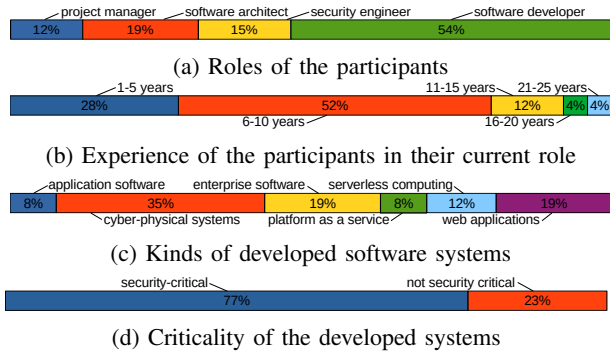 project manager software architect security engineer software developer
12% 19% 15% 54%
(a) Roles of the participants
1-5 years 11-15 years 21-25 years
28% 52% 12% 4% 4%
6-10 years 16-20 years
(b) Experience of the participants in their current role
application software enterprise software serverless computing
8% 35% 19% 8% 12% 19%
cyber-physical systems platform as a service web applications
(c) Kinds of developed software systems
security-critical not security critical
77% 23%
(d) Criticality of the developed systems